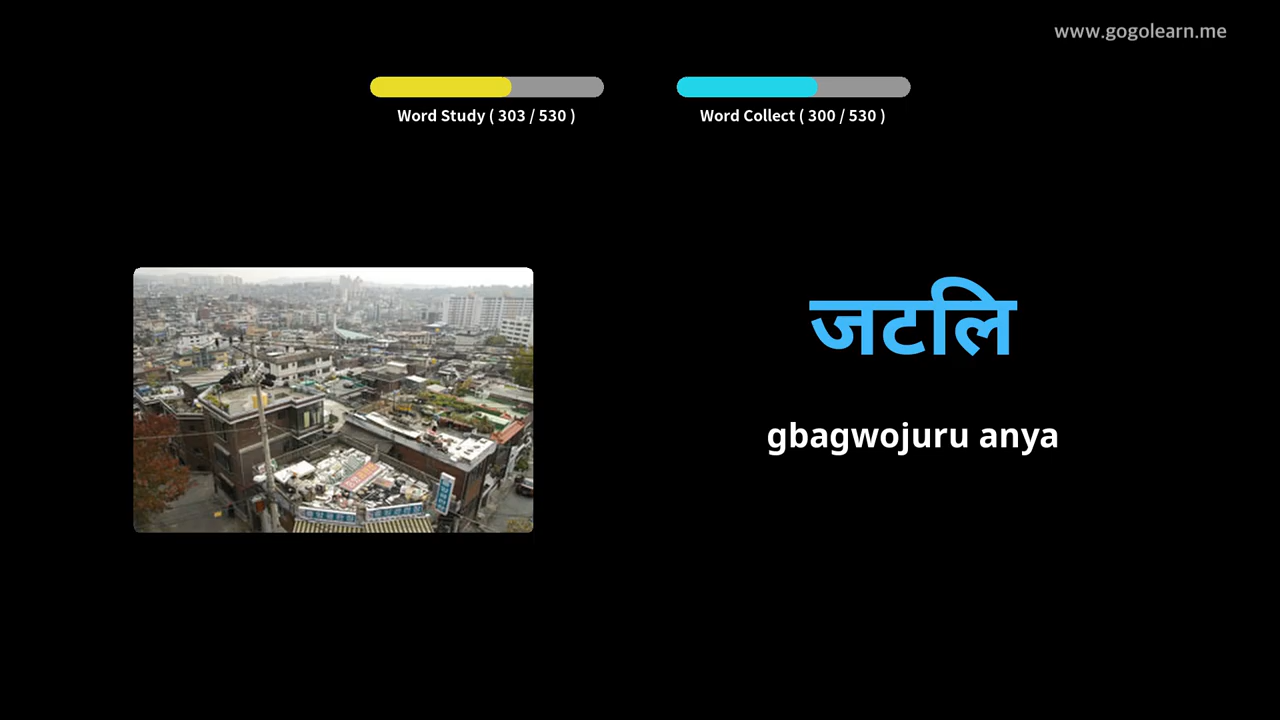 www.gogolearn.me
Word Study ( 303 / 530 )
Word Collect ( 300 / 530 )
जटलि
gbagwojuru anya